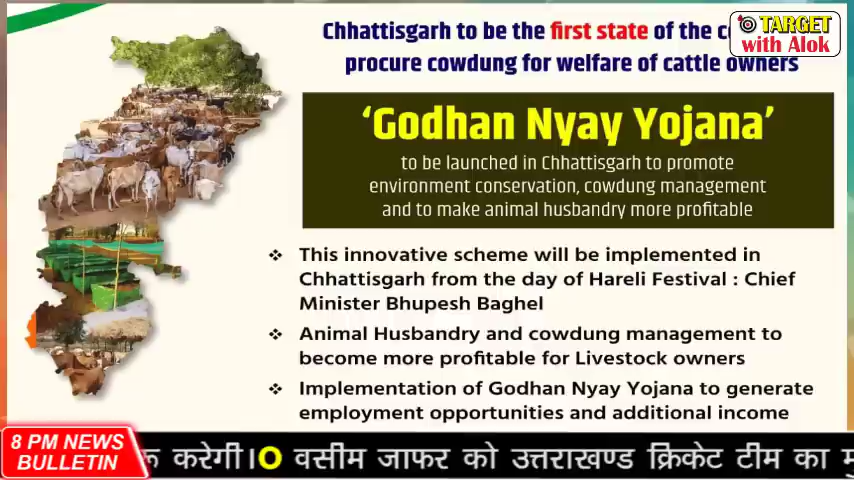 Chhattisgarh to be the first state of the
TARGET
with Alok
procure cowdung for welfare of cattle owners
‘Godhan Nyay Yojana’
to be launched in Chhattisgarh to promote
environment conservation, cowdung management
and to make animal husbandry more profitable
❖ This innovative scheme will be implemented in
Chhattisgarh from the day of Hareli Festival : Chief
Minister Bhupesh Baghel
❖ Animal Husbandry and cowdung management to
become more profitable for Livestock owners
❖ Implementation of Godhan Nyay Yojana to generate
employment opportunities and additional income
8 PM NEWS
BULLETIN
करेगी। O वसीम जाफर को उत्तराखण्ड क्रिकेट टीम का